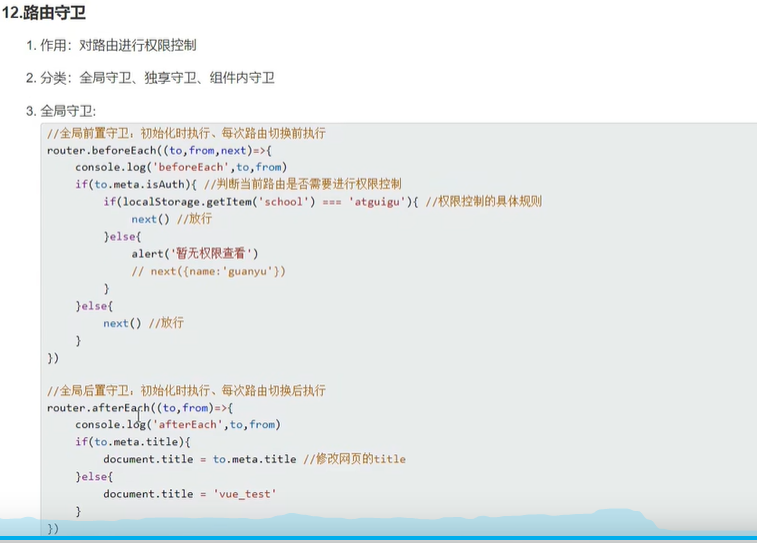 12.路由守卫
1. 作用：对路由进行权限控制
2. 分类：全局守卫、独享守卫、组件内守卫
3. 全局守卫:
//全局前置守卫：初始化时执行、每次路由切换前执行
router.beforeEach((to,from,next)=>{
    console.log('beforeEach',to,from)
    if(to.meta.isAuth){ //判断当前路由是否需要进行权限控制
        if(localStorage.getItem('school') === 'atguigu'){ //权限控制的具体规则
            next() //放行
        }else{
            alert('暂无权限查看')
            // next({name:'guanyu'})
        }
    }else{
        next() //放行
    }
})
//全局后置守卫：初始化时执行、每次路由切换后执行
router.afterEach((to,from)=>{
    console.log('afterEach',to,from)
    if(to.meta.title){
        document.title = to.meta.title //修改网页的title
    }else{
        document.title = 'vue_test'
    }
})